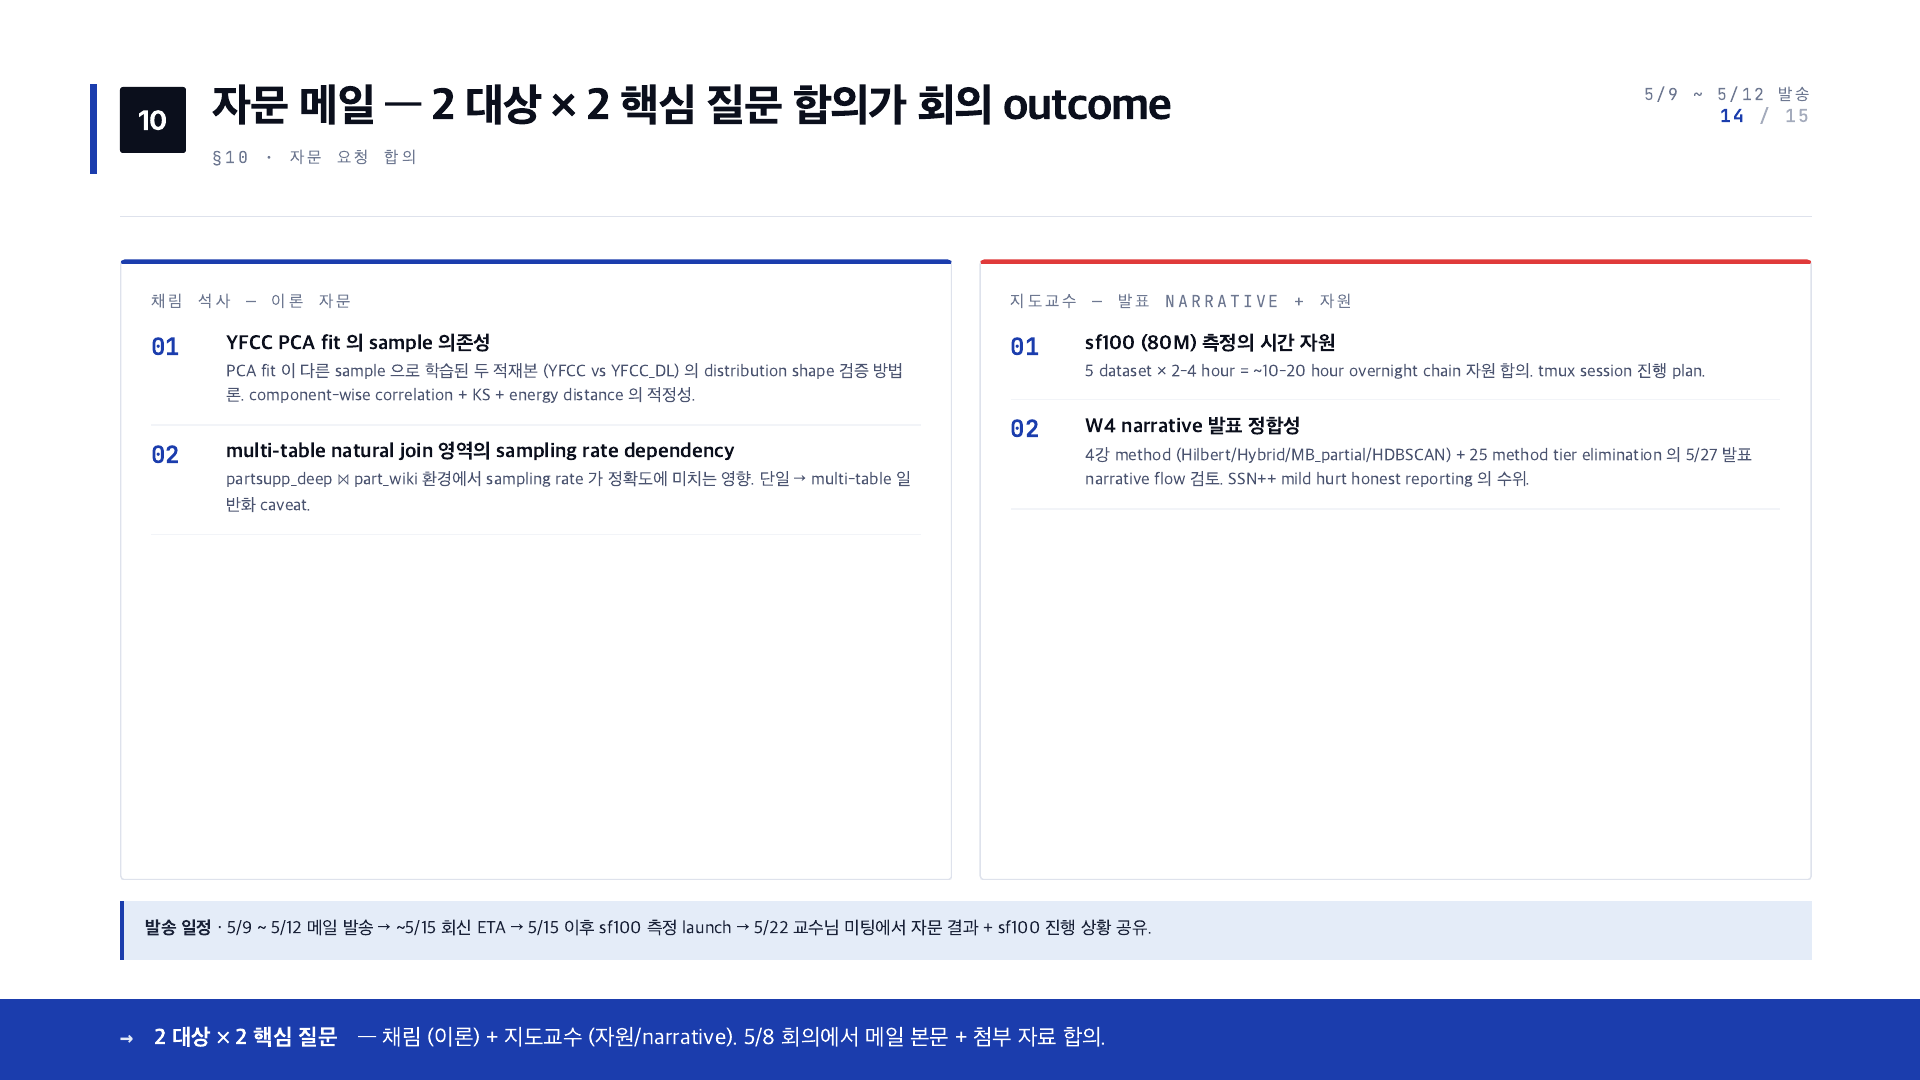 10
자문 메일 — 2 대상 × 2 핵심 질문 합의가 회의 outcome
§10 · 자문 요청 합의
5/9 ~ 5/12 발송
14 / 15
채림 석사 — 이론 자문
01
YFCC PCA fit 의 sample 의존성
PCA fit 이 다른 sample 으로 학습된 두 적재본 (YFCC vs YFCC_DL) 의 distribution shape 검증 방법
론. component-wise correlation + KS + energy distance 의 적정성.
02
multi-table natural join 영역의 sampling rate dependency
partsupp_deep ⋈ part_wiki 환경에서 sampling rate 가 정확도에 미치는 영향. 단일 → multi-table 일
반화 caveat.
지도교수 — 발표 NARRATIVE + 자원
01
sf100 (80M) 측정의 시간 자원
5 dataset × 2-4 hour = ~10-20 hour overnight chain 자원 합의. tmux session 진행 plan.
02
W4 narrative 발표 정합성
4강 method (Hilbert/Hybrid/MB_partial/HDBSCAN) + 25 method tier elimination 의 5/27 발표
narrative flow 검토. SSN++ mild hurt honest reporting 의 수위.
발송 일정 · 5/9 ~ 5/12 메일 발송 → ~5/15 회신 ETA → 5/15 이후 sf100 측정 launch → 5/22 교수님 미팅에서 자문 결과 + sf100 진행 상황 공유.
→ 2 대상 × 2 핵심 질문 — 채림 (이론) + 지도교수 (자원/narrative). 5/8 회의에서 메일 본문 + 첨부 자료 합의.